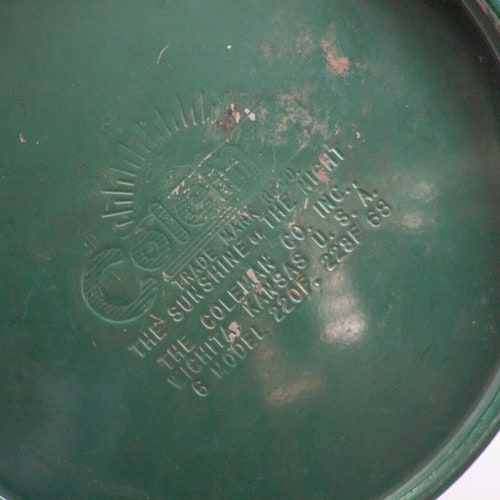 Coleman
TRADE MARK REG.
THE SUNSHINE OF THE NIGHT
THE COLEMAN CO, INC.,
WICHITA, KANSAS U. S. A.
6 MODEL 220F, 228F 68